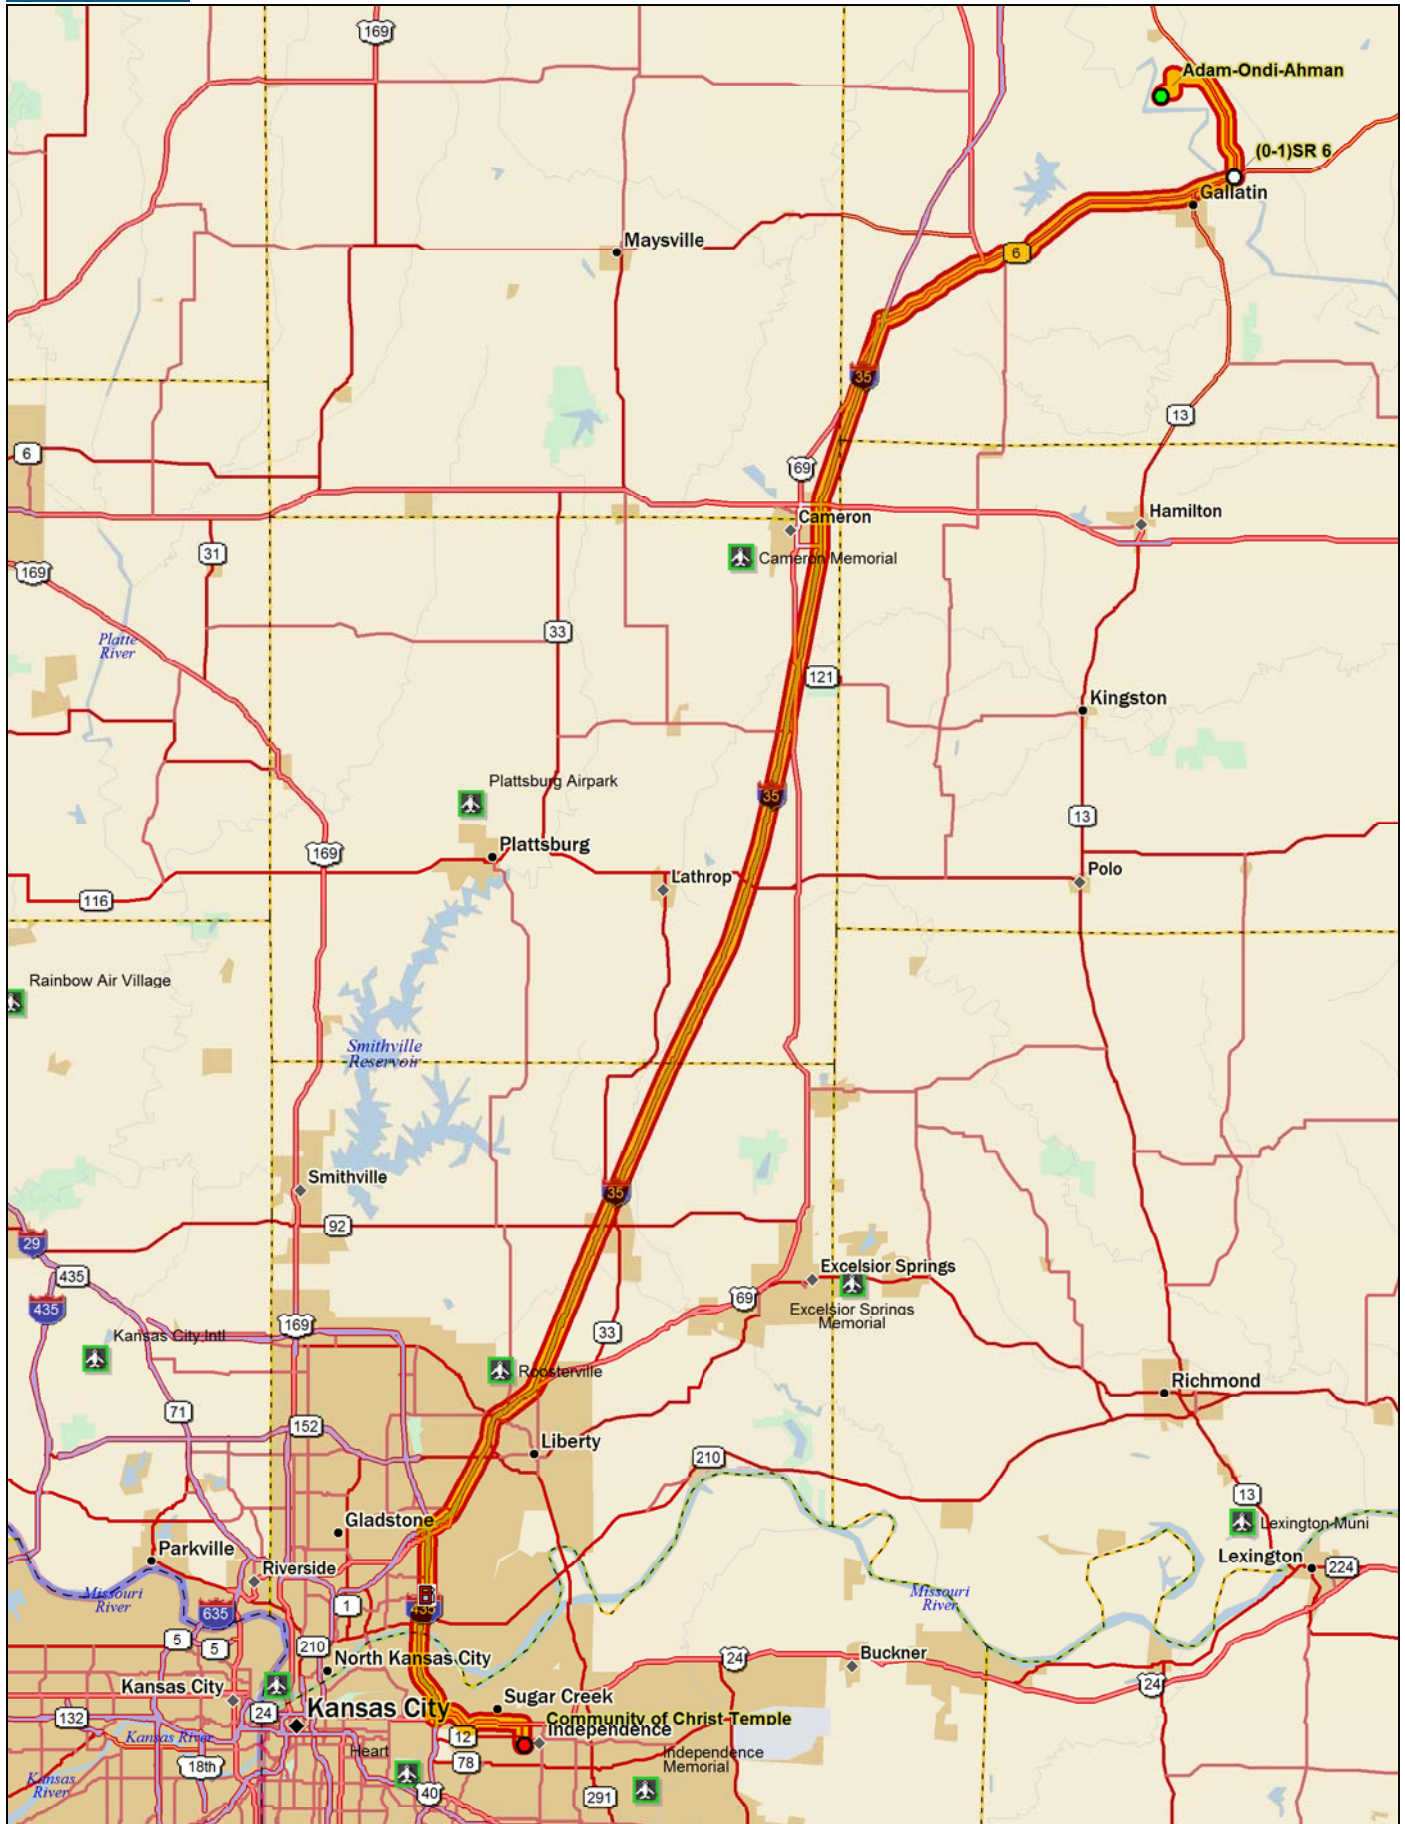 169
Adam-Ondi-Ahman
(0-1)SR 6
Gallatin
Maysville
6
35
13
6
69
Cameron
Hamilton
31
Cameron Memorial
169
33
Platte
River
121
Kingston
Plattsburg Airpark
35
13
Plattsburg
169
Lathrop
Polo
116
Rainbow Air Village
Smithville
Reservoir
Smithville
35
92
29
435
Excelsior Springs
435
69
Excelsior Springs
Memorial
169
Kansas City Intl
33
Roosterville
Richmond
71
152
Liberty
210
13
Gladstone
Lexington Muni
Parkville
Lexington
224
Riverside
Missouri
River
B
Missouri
River
635
1
435
5
5
210
North Kansas City
24
Buckner
Kansas City
24
Sugar Creek
24
Kansas City
132
Community of Christ Temple
Independence
12
Kansas River
Heart
78
Independence
Memorial
18th
Kansas
River
40
291